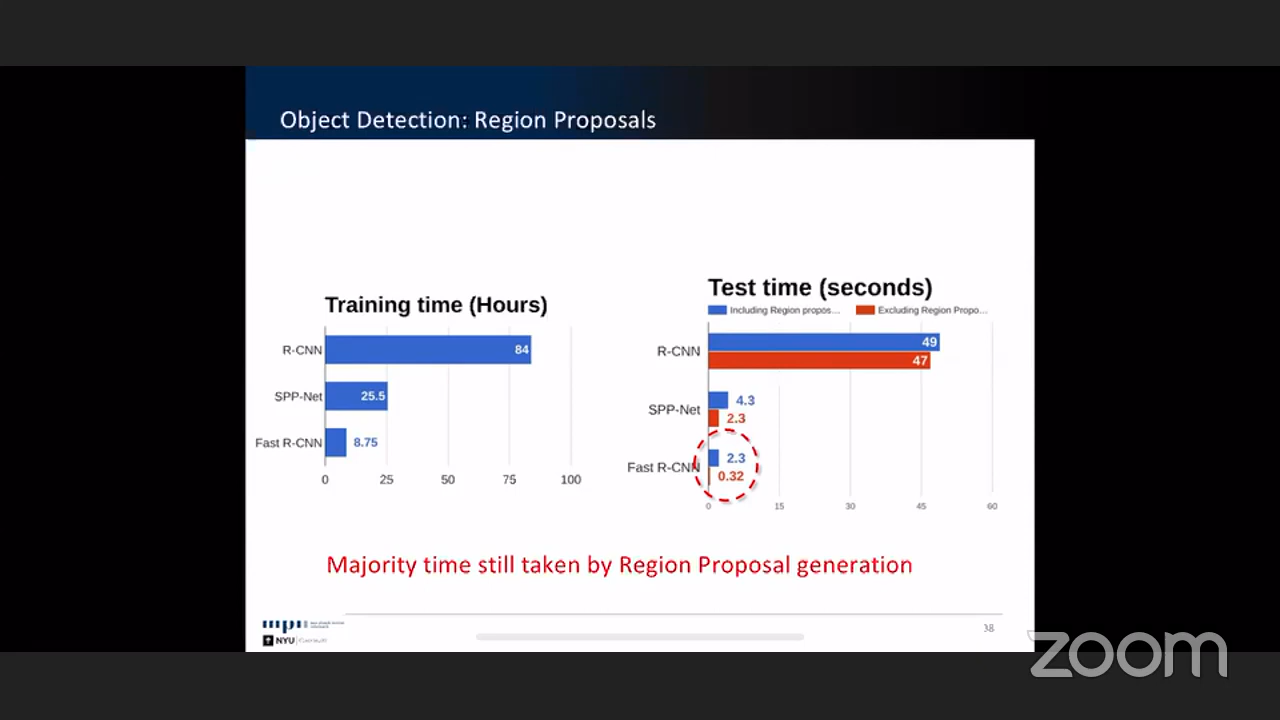 Object Detection: Region Proposals
Training time (Hours)
R-CNN
84
SPP-Net
25.5
Fast R-CNN
8.75
0
25
50
75
100
Test time (seconds)
Including Region propos...
Excluding Region Propo...
R-CNN
49
47
SPP-Net
4.3
2.3
Fast R-CNN
2.3
0.32
0
15
30
45
60
Majority time still taken by Region Proposal generation
NYU
zoom